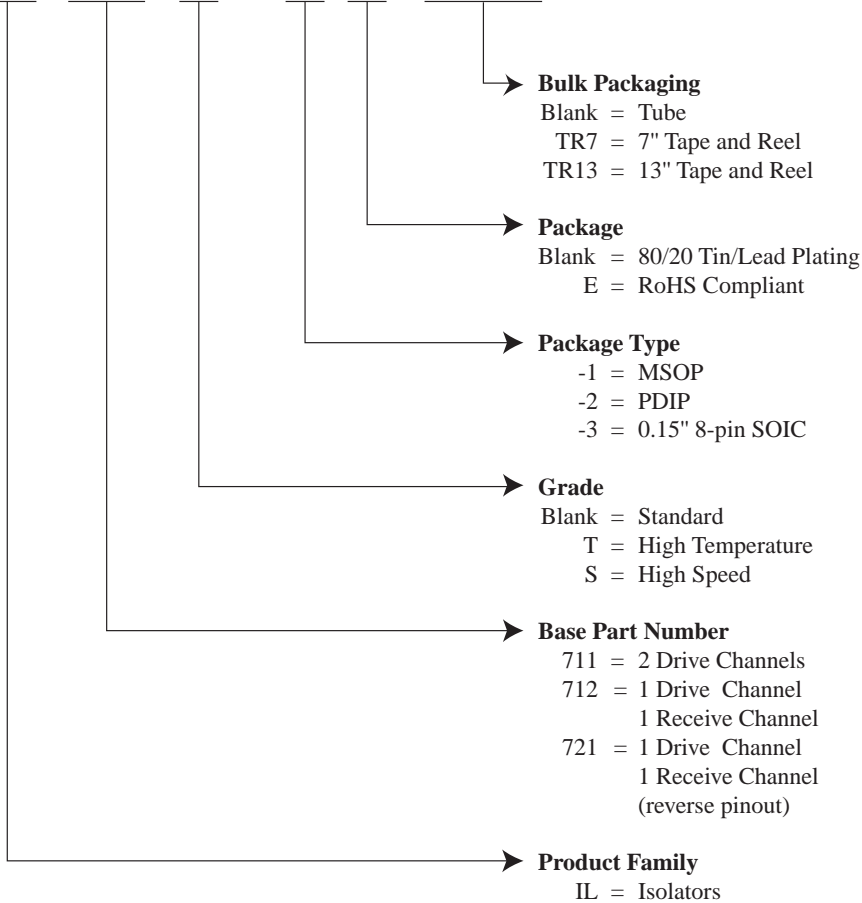 Bulk Packaging
Blank = Tube
TR7 = 7" Tape and Reel
TR13 = 13" Tape and Reel
Package
Blank = 80/20 Tin/Lead Plating
E = RoHS Compliant
Package Type
-1 = MSOP
-2 = PDIP
-3 = 0.15" 8-pin SOIC
Grade
Blank = Standard
T = High Temperature
S = High Speed
Base Part Number
711 = 2 Drive Channels
712 = 1 Drive Channel
1 Receive Channel
721 = 1 Drive Channel
1 Receive Channel
(reverse pinout)
Product Family
IL = Isolators